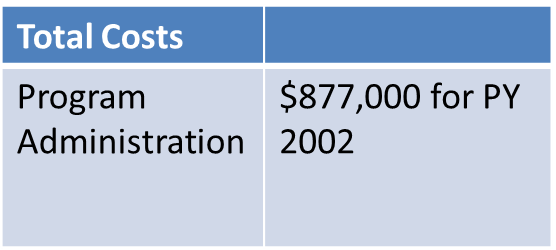 Total Costs
Program
Administration
$877,000 for PY
2002